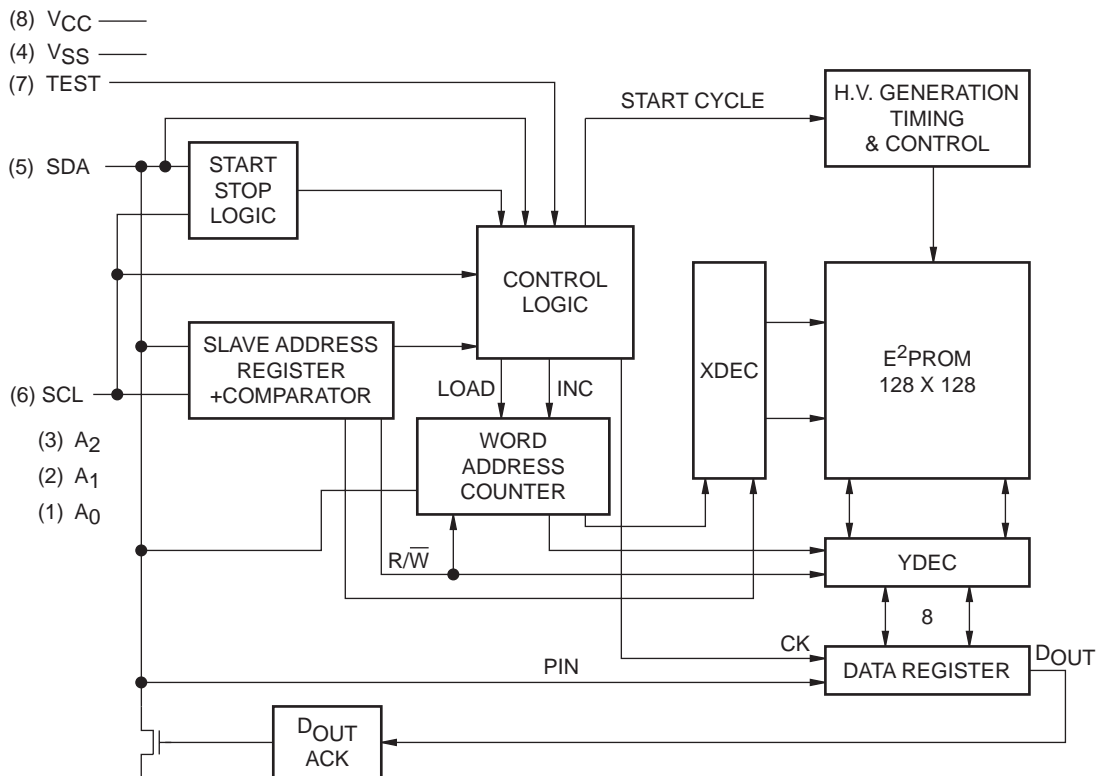 (8) VCC
(4) VSS
(7) TEST
START CYCLE
H.V. GENERATION
TIMING
& CONTROL
(5) SDA
START
STOP
LOGIC
CONTROL
LOGIC
XDEC
E²PROM
128 X 128
SLAVE ADDRESS
REGISTER
+COMPARATOR
(6) SCL
LOAD
INC
(3) A2
(2) A1
(1) A0
WORD
ADDRESS
COUNTER
R/W̅
YDEC
8
CK
DOUT
PIN
DATA REGISTER
DOUT
ACK